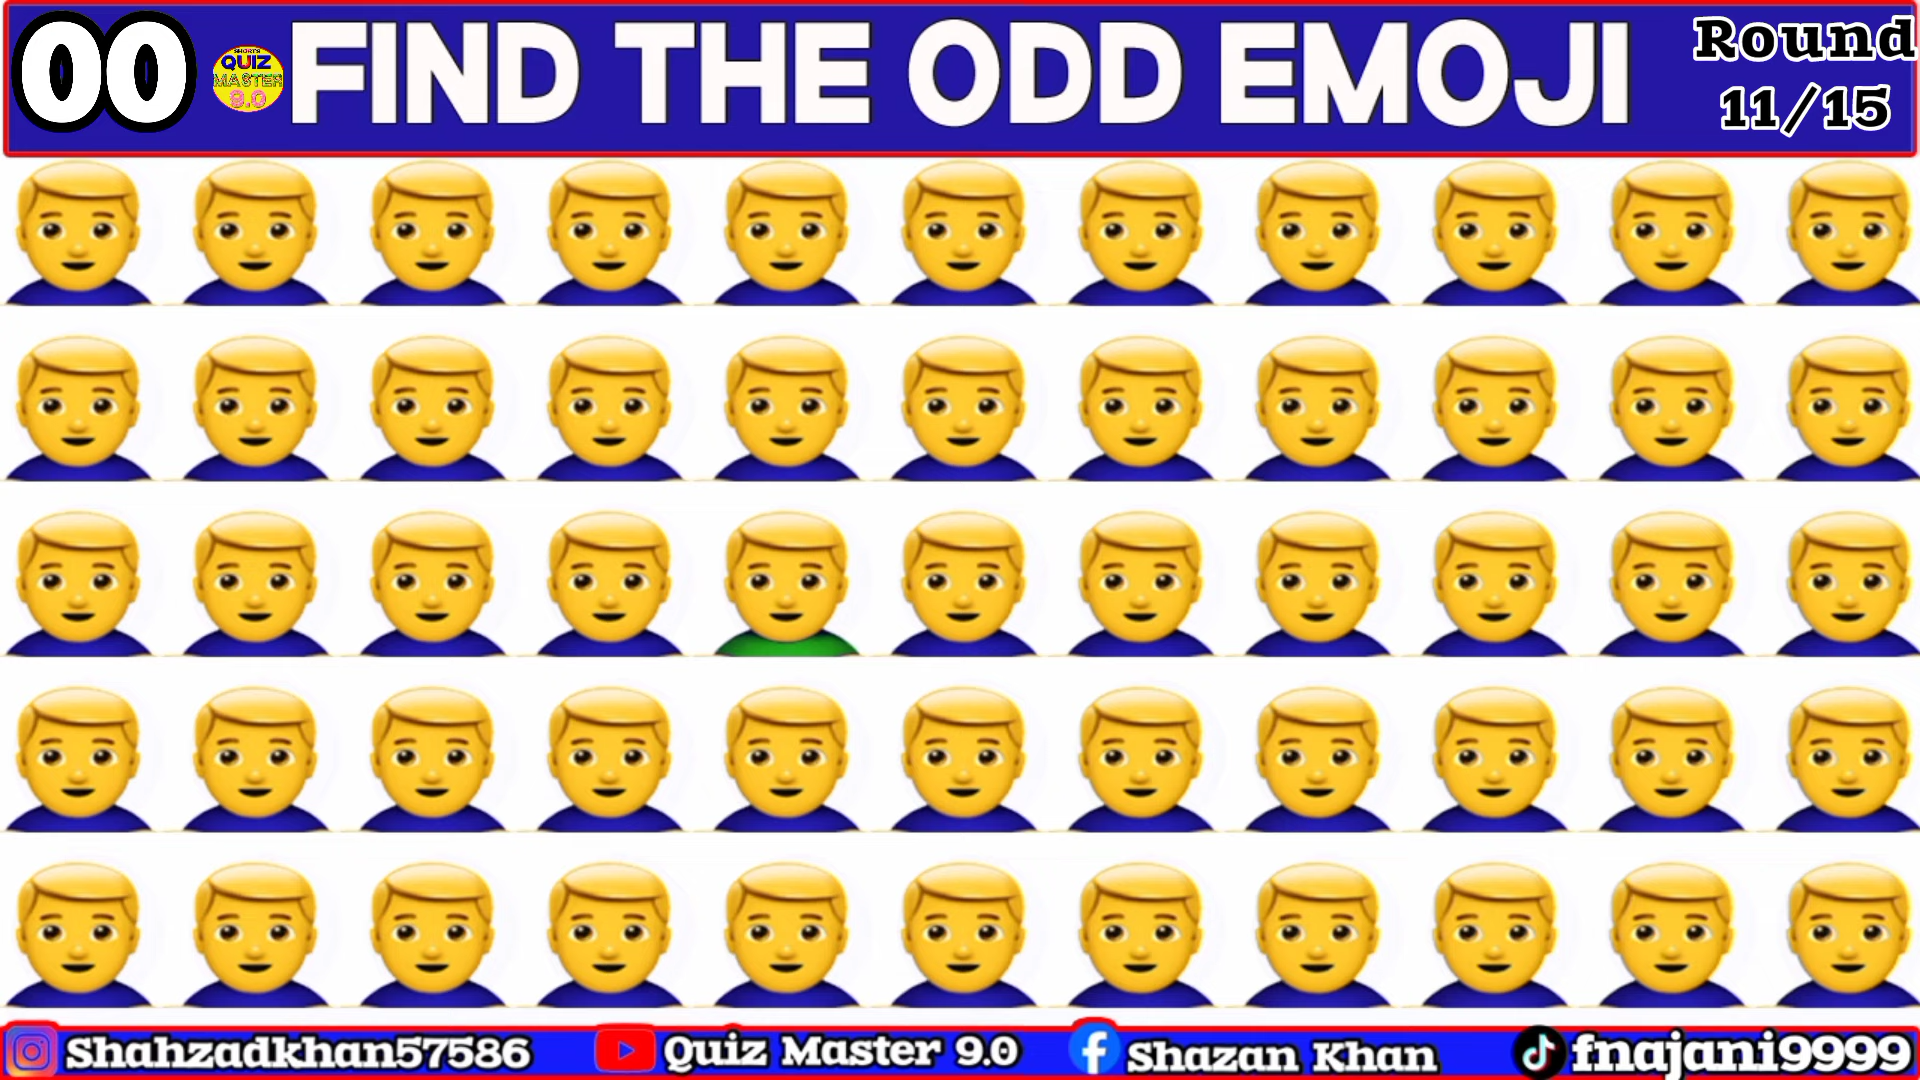 00
SHORTS
QUIZ
MASTER
9.0
FIND THE ODD EMOJI
Round
11/15
Shahzadkhan57586
Quiz Master 9.0
Shazan Khan
fnajani9999